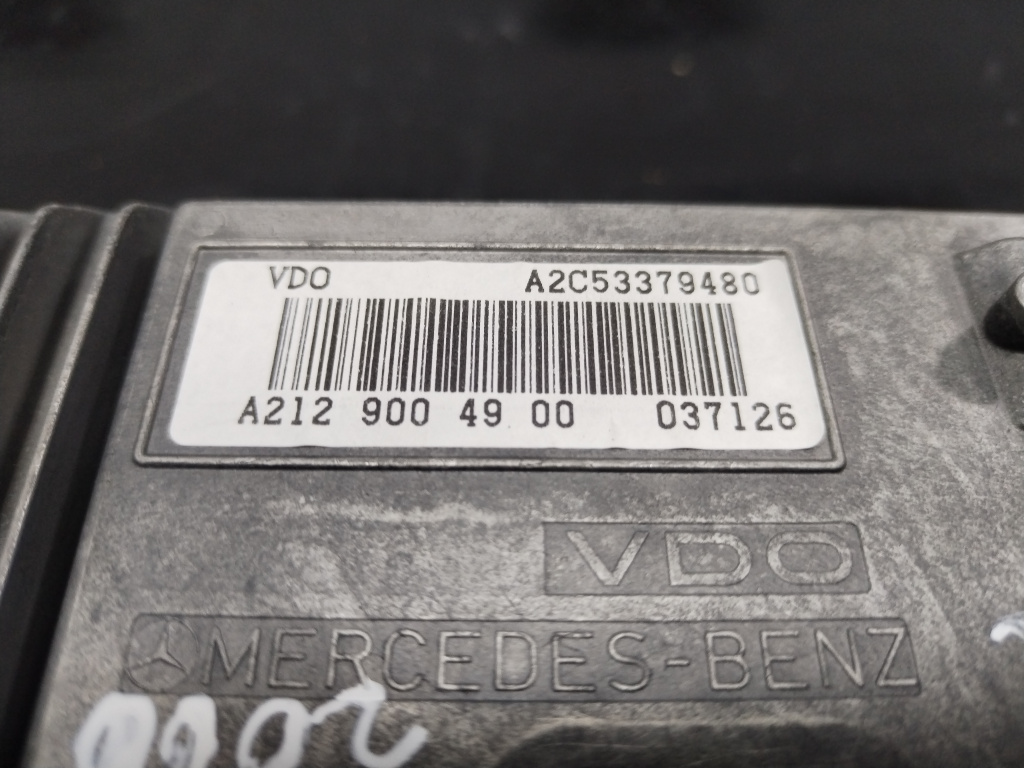 VDO A2C53379480
A212 900 49 00 037126
VDO
MERCEDES-BENZ